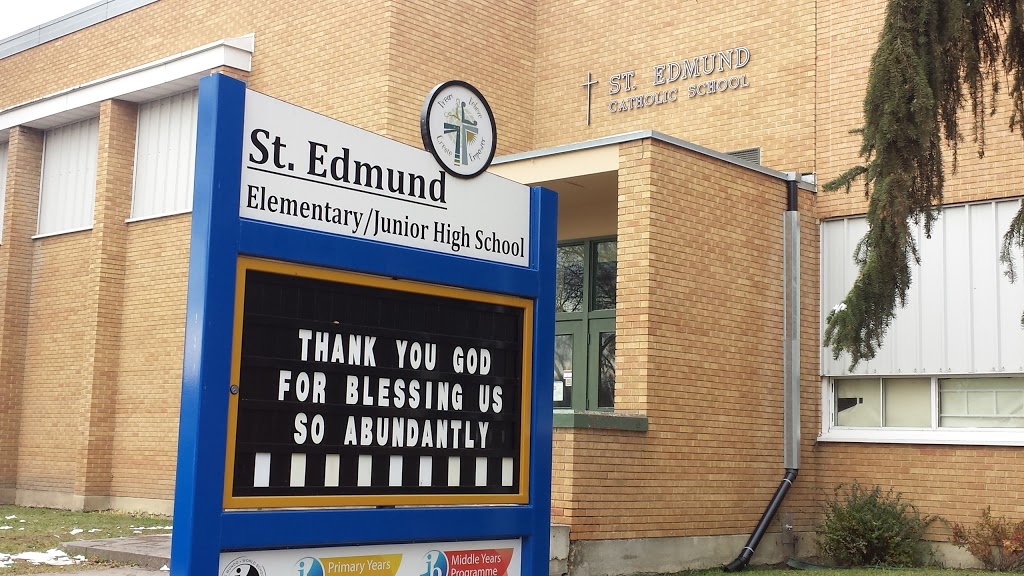 ST. EDMUND
CATHOLIC SCHOOL
St. Edmund
Elementary/Junior High School
THANK YOU GOD
FOR BLESSING US
SO ABUNDANTLY
Primary Years
Middle Years
Programme